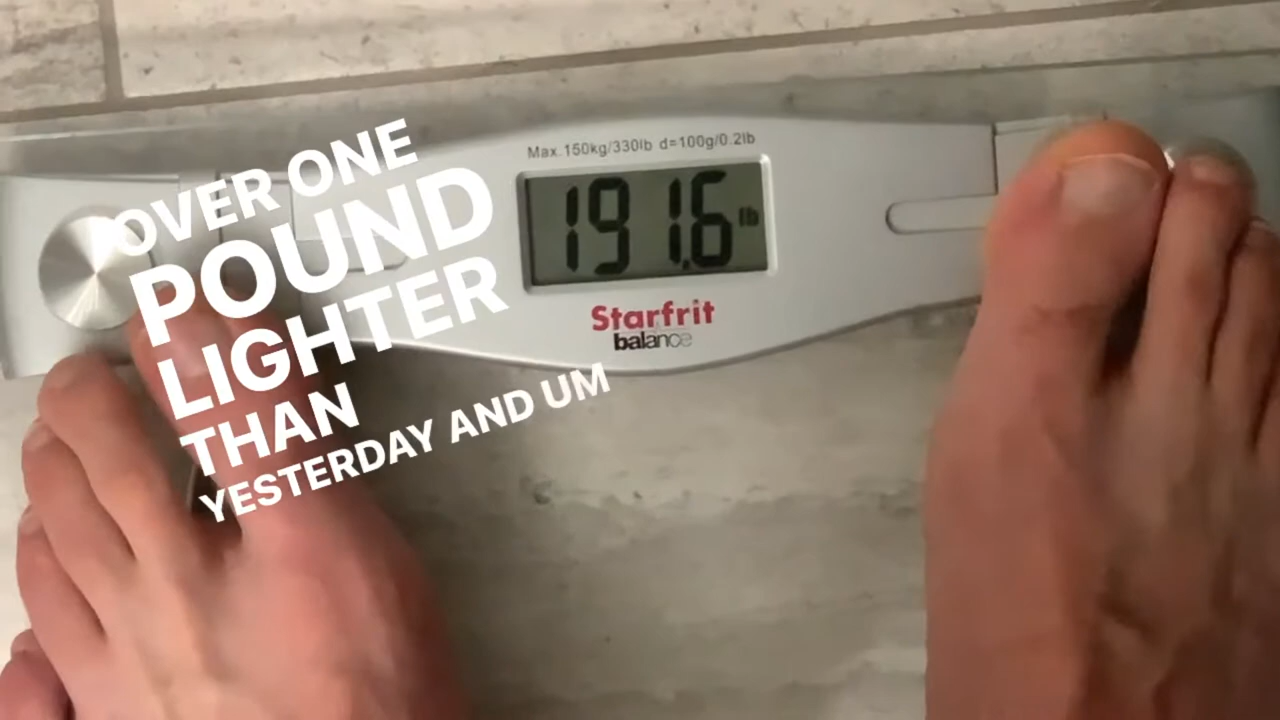 Max.150kg/330lb d=100g/0.2lb
191.6 lb
Starfrit
balance
OVER ONE
POUND
LIGHTER
THAN
YESTERDAY AND UM